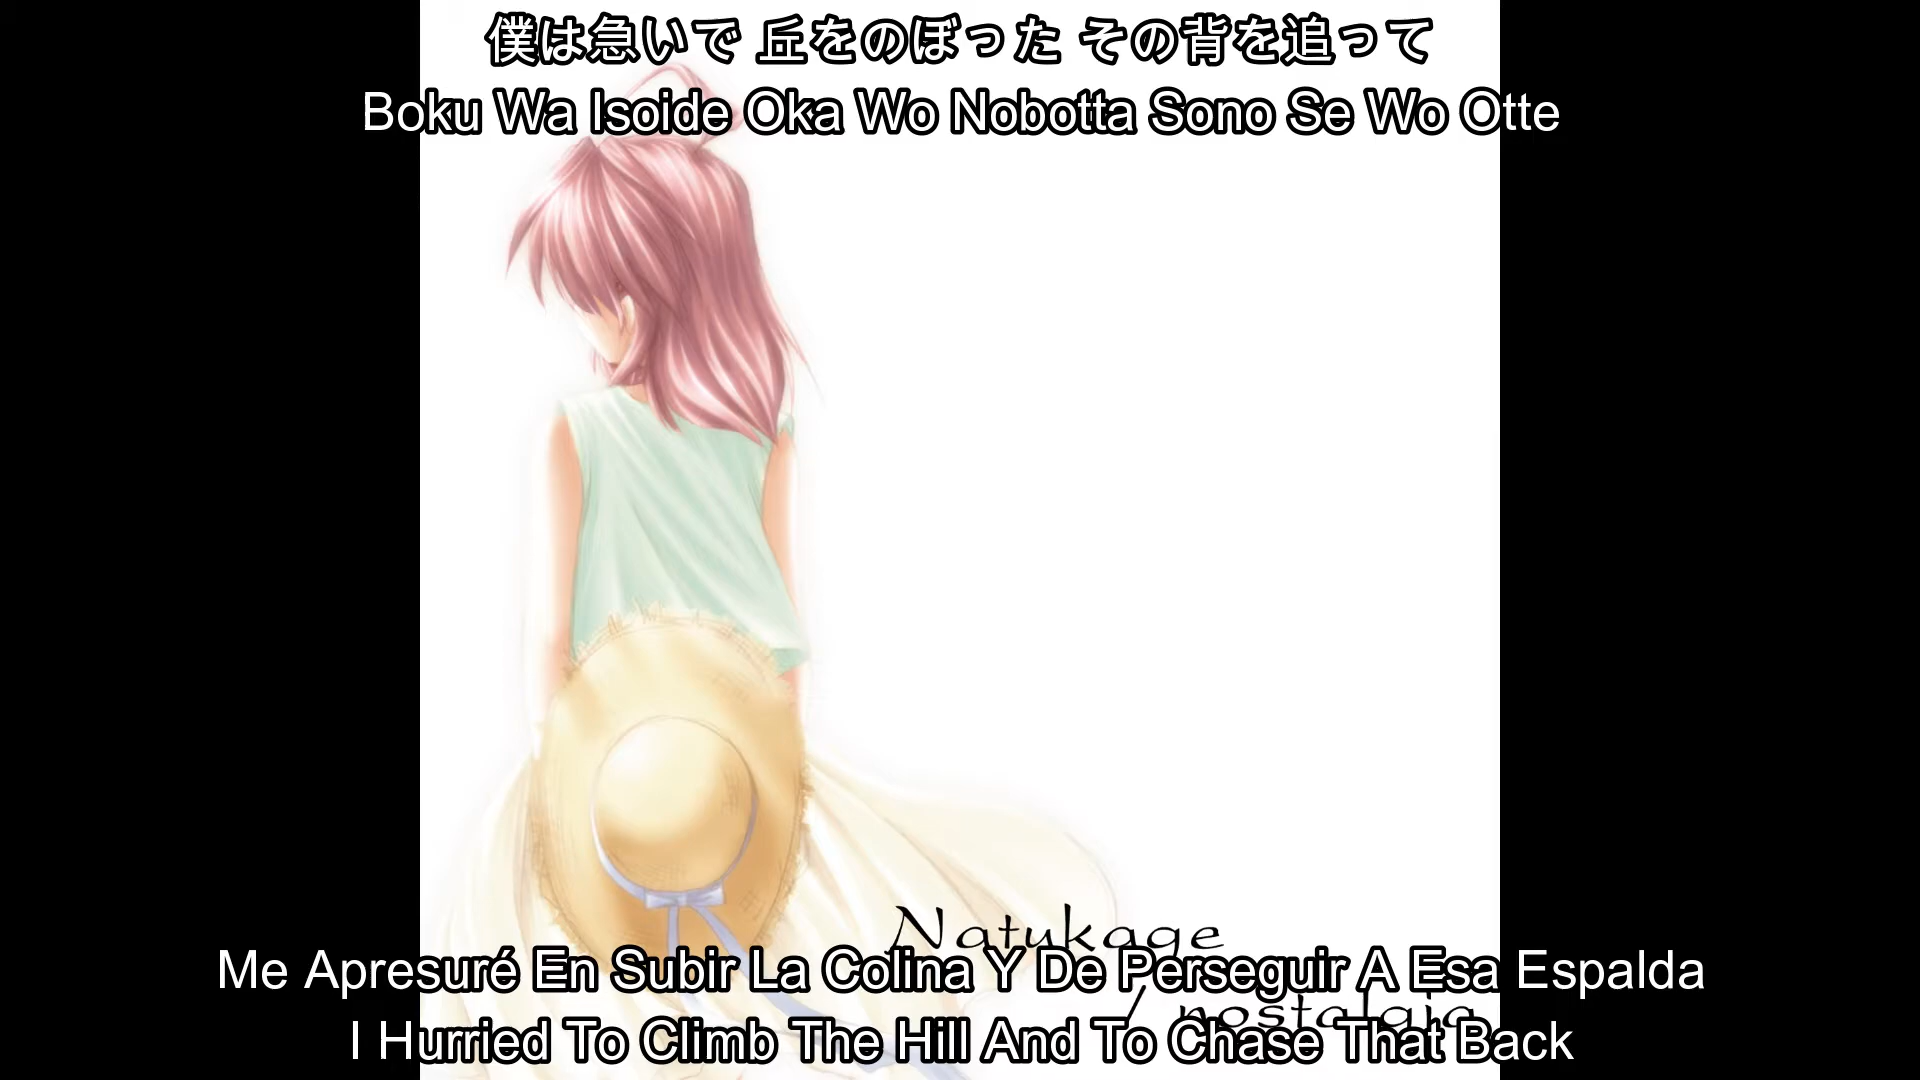 僕は急いで 丘をのぼった その背を追って
Boku Wa Isoide Oka Wo Nobotta Sono Se Wo Otte
Natukage
Me Apresuré En Subir La Colina Y De Perseguir A Esa Espalda
/ nostalgia
I Hurried To Climb The Hill And To Chase That Back